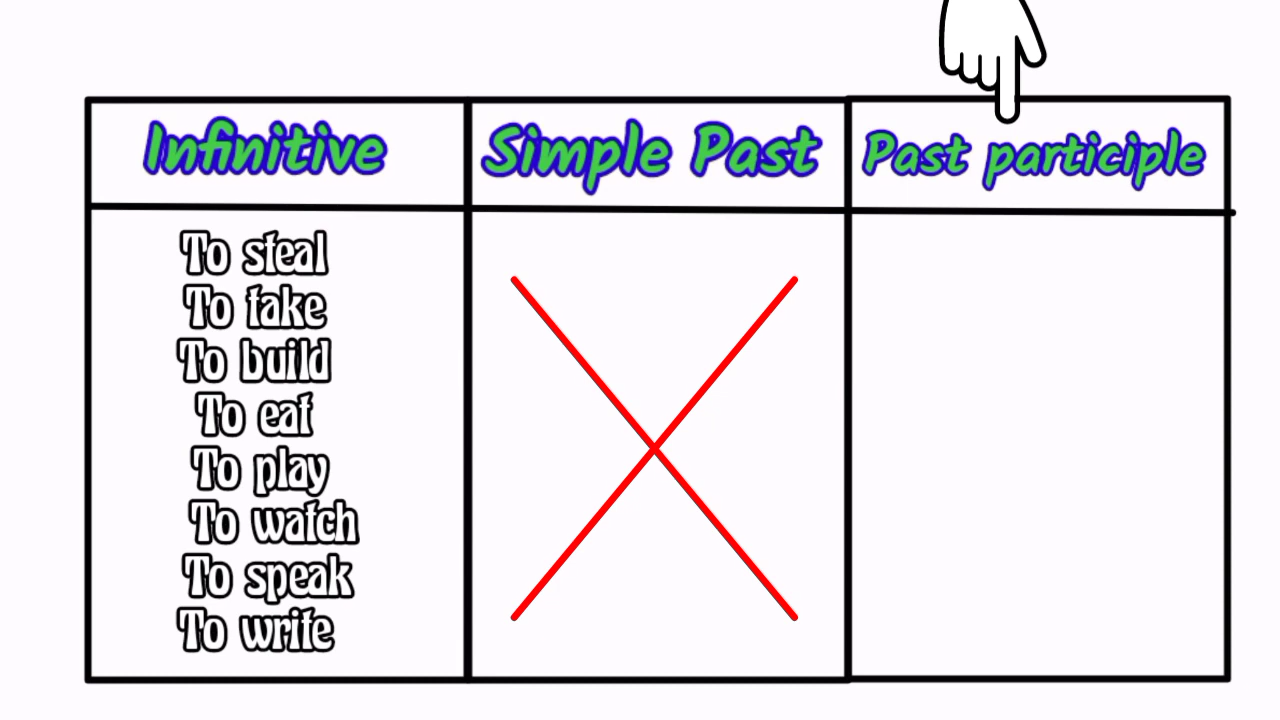 Infinitive Simple Past Past participle
To steal
To take
To build
To eat
To play
To watch
To speak
To write